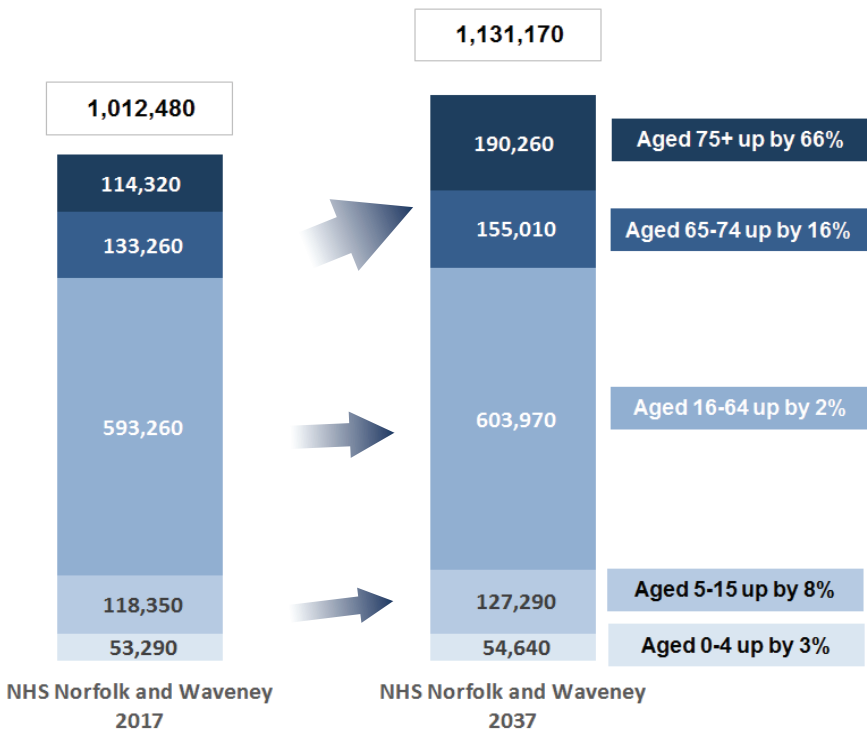 1,012,480
114,320
133,260
593,260
118,350
53,290
NHS Norfolk and Waveney
2017
1,131,170
190,260
155,010
603,970
127,290
54,640
NHS Norfolk and Waveney
2037
Aged 75+ up by 66%
Aged 65-74 up by 16%
Aged 16-64 up by 2%
Aged 5-15 up by 8%
Aged 0-4 up by 3%